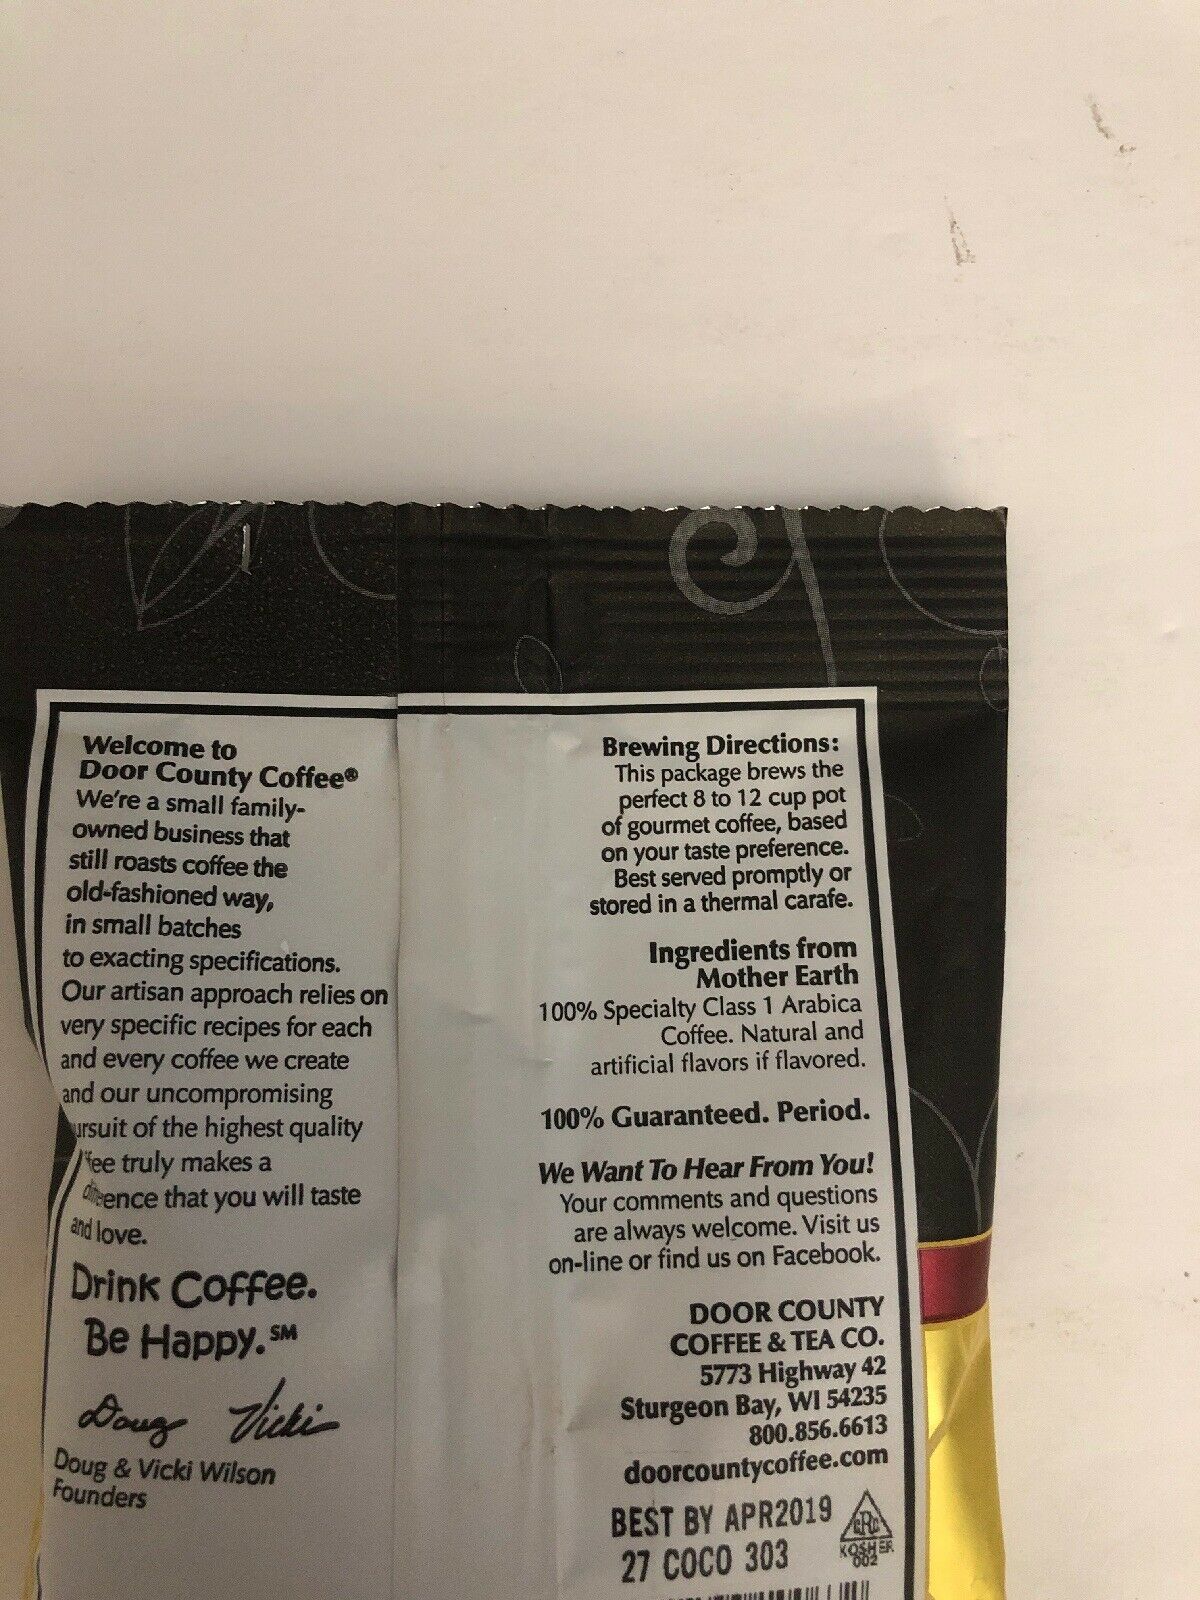 Welcome to
Door County Coffee®
We're a small family-
owned business that
still roasts coffee the
old-fashioned way,
in small batches
to exacting specifications.
Our artisan approach relies on
very specific recipes for each
and every coffee we create
and our uncompromising
ursuit of the highest quality
fee truly makes a
difference that you will taste
and love.
Drink Coffee.
Be Happy.℠
Doug Vicki
Doug & Vicki Wilson
Founders
Brewing Directions:
This package brews the
perfect 8 to 12 cup pot
of gourmet coffee, based
on your taste preference.
Best served promptly or
stored in a thermal carafe.
Ingredients from
Mother Earth
100% Specialty Class 1 Arabica
Coffee. Natural and
artificial flavors if flavored.
100% Guaranteed. Period.
We Want To Hear From You!
Your comments and questions
are always welcome. Visit us
on-line or find us on Facebook.
DOOR COUNTY
COFFEE & TEA CO.
5773 Highway 42
Sturgeon Bay, WI 54235
800.856.6613
doorcountycoffee.com
BEST BY APR2019
27 COCO 303
CRC
KOSHER
002